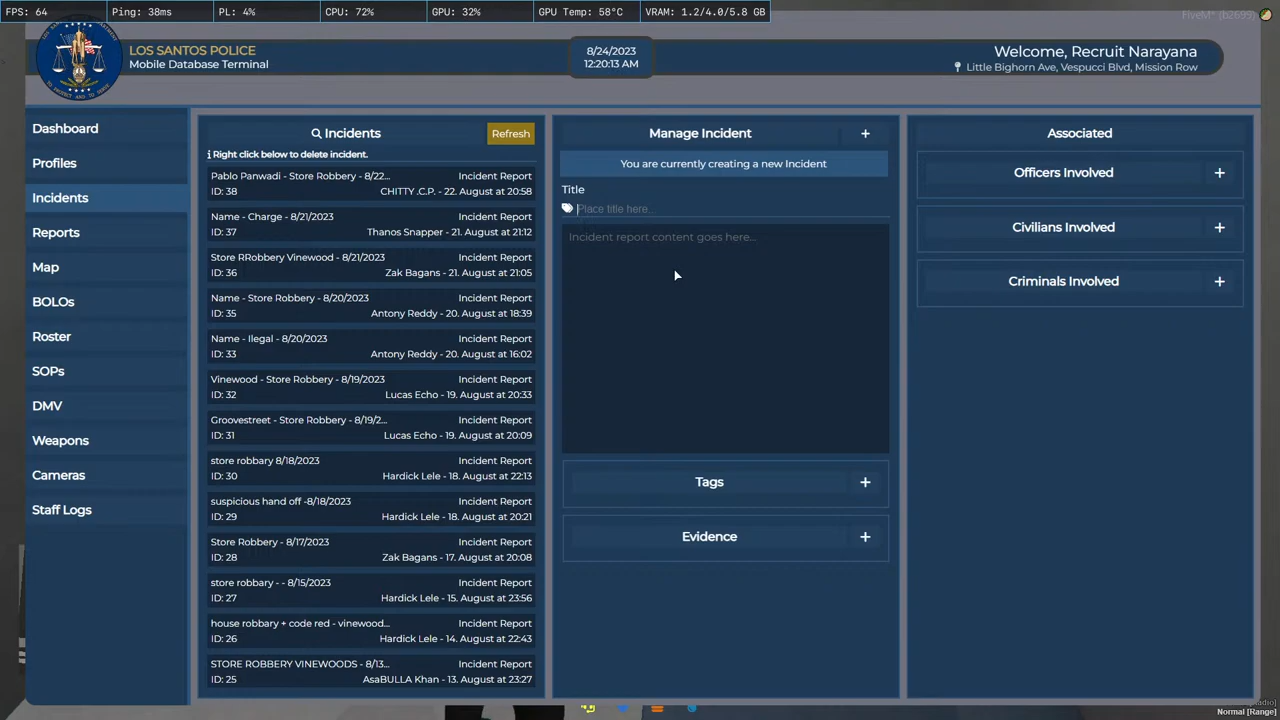 FPS: 64
Ping: 38ms
PL: 4%
CPU: 72%
GPU: 32%
GPU Temp: 58°C
VRAM: 1.2/4.0/5.8 GB
FiveM* (b2699)
LOS SANTOS POLICE
Mobile Database Terminal
8/24/2023
12:20:13 AM
Welcome, Recruit Narayana
Little Bighorn Ave, Vespucci Blvd, Mission Row
Dashboard
Profiles
Incidents
Reports
Map
BOLOs
Roster
SOPs
DMV
Weapons
Cameras
Staff Logs
Incidents
Refresh
Right click below to delete incident.
Pablo Panwadi - Store Robbery - 8/22... Incident Report
ID: 38 CHITTY .C.P. - 22. August at 20:58
Name - Charge - 8/21/2023 Incident Report
ID: 37 Thanos Snapper - 21. August at 21:12
Store RRobbery Vinewood - 8/21/2023 Incident Report
ID: 36 Zak Bagans - 21. August at 21:05
Name - Store Robbery - 8/20/2023 Incident Report
ID: 35 Antony Reddy - 20. August at 18:39
Name - Ilegal - 8/20/2023 Incident Report
ID: 33 Antony Reddy - 20. August at 16:02
Vinewood - Store Robbery - 8/19/2023 Incident Report
ID: 32 Lucas Echo - 19. August at 20:33
Groovestreet - Store Robbery - 8/19/2... Incident Report
ID: 31 Lucas Echo - 19. August at 20:09
store robbary 8/18/2023 Incident Report
ID: 30 Hardick Lele - 18. August at 22:13
suspicious hand off -8/18/2023 Incident Report
ID: 29 Hardick Lele - 18. August at 20:21
Store Robbery - 8/17/2023 Incident Report
ID: 28 Zak Bagans - 17. August at 20:08
store robbary - - 8/15/2023 Incident Report
ID: 27 Hardick Lele - 15. August at 23:56
house robbary + code red - vinewood... Incident Report
ID: 26 Hardick Lele - 14. August at 22:43
STORE ROBBERY VINEWOODS - 8/13... Incident Report
ID: 25 AsaBULLA Khan - 13. August at 23:27
Manage Incident +
You are currently creating a new Incident
Title
Place title here...
Incident report content goes here...
Tags +
Evidence +
Associated
Officers Involved +
Civilians Involved +
Criminals Involved +
Normal [Range]